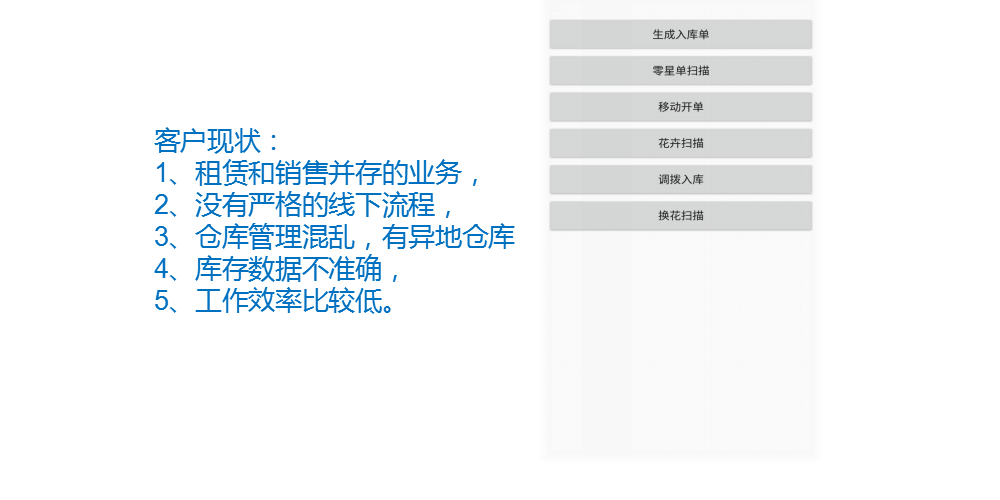 客户现状：
1、租赁和销售并存的业务，
2、没有严格的线下流程，
3、仓库管理混乱，有异地仓库
4、库存数据不准确，
5、工作效率比较低。
生成入库单
零星单扫描
移动开单
花卉扫描
调拨入库
换花扫描